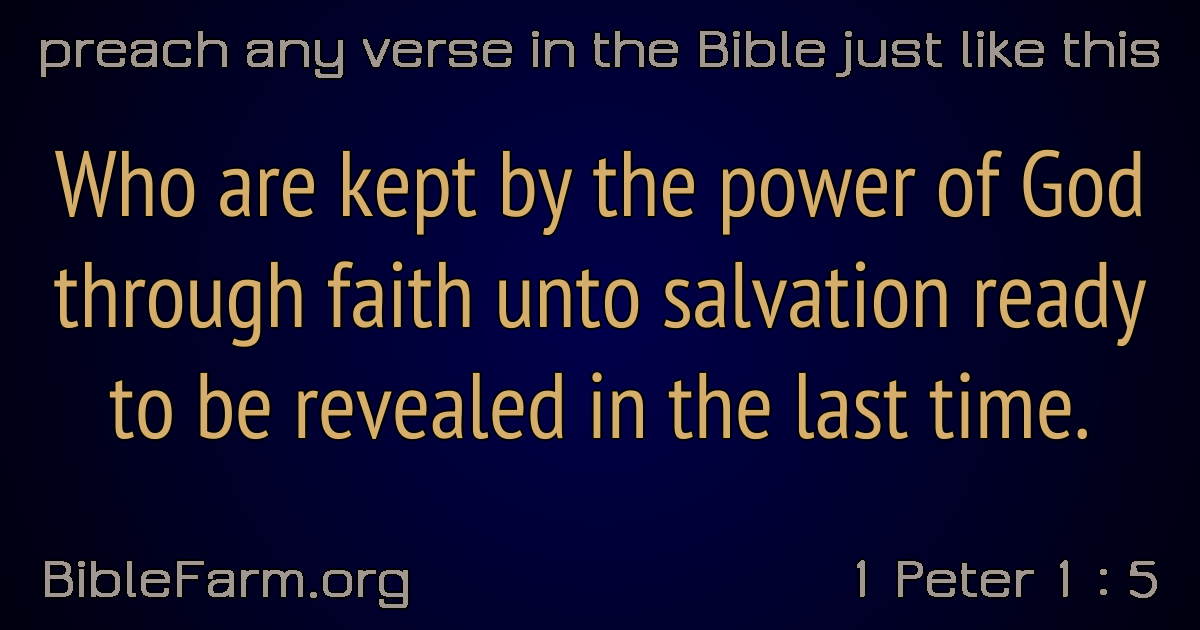 preach any verse in the Bible just like this
Who are kept by the power of God
through faith unto salvation ready
to be revealed in the last time.
BibleFarm.org
1 Peter 1 : 5